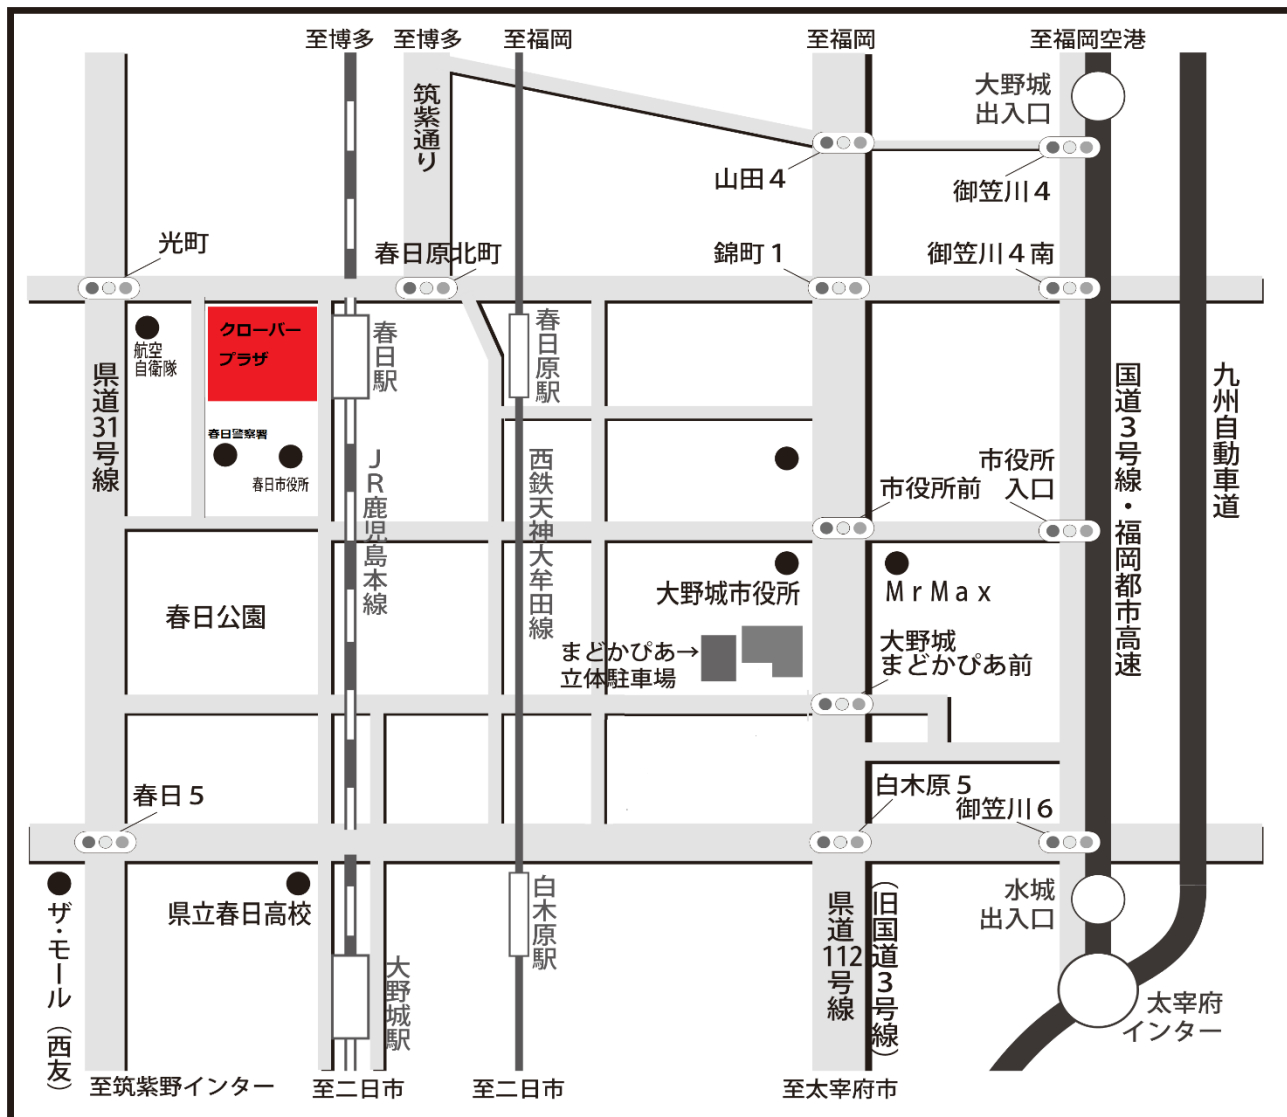 至博多
至博多
至福岡
至福岡
至福岡空港
大野城
出入口
筑紫通り
山田4
御笠川4
光町
春日原北町
錦町1
御笠川4南
クローバー
プラザ
航空
自衛隊
春日駅
春日原駅
県道31号線
国道3号線・福岡都市高速
九州自動車道
春日警察署
春日市役所
JR鹿児島本線
西鉄天神大牟田線
市役所前
市役所
入口
春日公園
大野城市役所
MrMax
まどかぴあ→
立体駐車場
大野城
まどかぴあ前
春日5
白木原5
御笠川6
ザ・モール(西友)
県立春日高校
大野城駅
白木原駅
県道112号線
(旧国道3号線)
水城
出入口
太宰府
インター
至筑紫野インター
至二日市
至二日市
至太宰府市